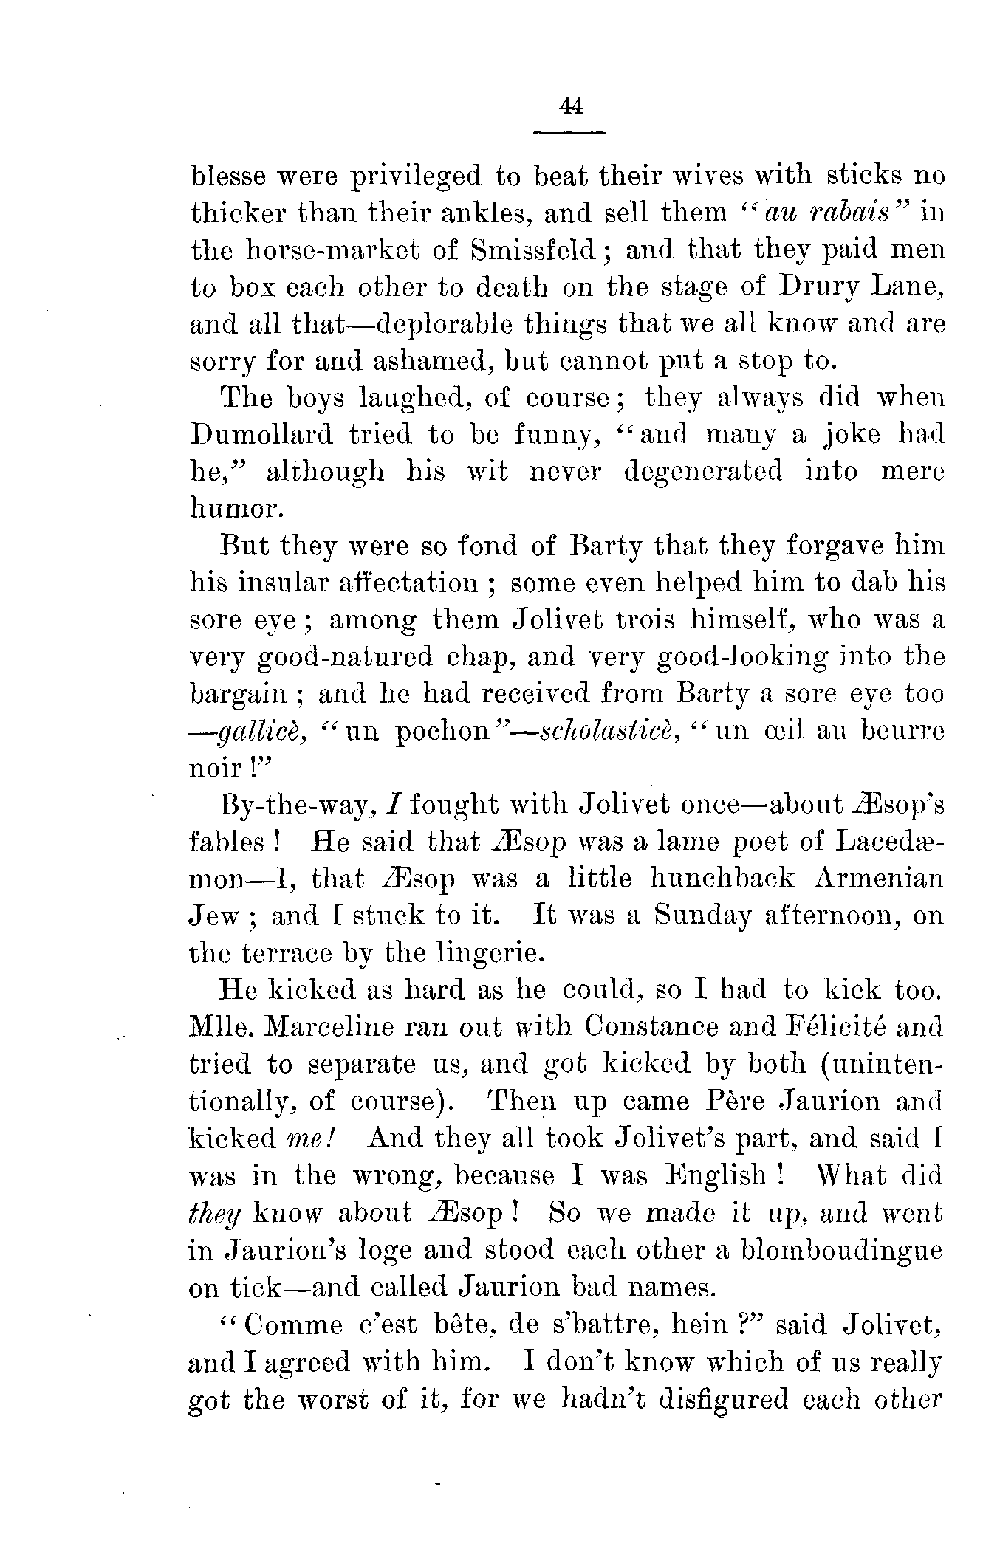 44
blesse were privileged to beat their wives with sticks no
thicker than their ankles, and sell them “au rabais” in
the horse-market of Smissfeld; and that they paid men
to box each other to death on the stage of Drury Lane,
and all that—deplorable things that we all know and are
sorry for and ashamed, but cannot put a stop to.
The boys laughed, of course; they always did when
Dumollard tried to be funny, “and many a joke had
he,” although his wit never degenerated into mere
humor.
But they were so fond of Barty that they forgave him
his insular affectation; some even helped him to dab his
sore eye; among them Jolivet trois himself, who was a
very good-natured chap, and very good-looking into the
bargain; and he had received from Barty a sore eye too
—gallicè, “un pochon”—scholasticè, “un œil au beurre
noir!”
By-the-way, I fought with Jolivet once—about Æsop’s
fables! He said that Æsop was a lame poet of Lacedæ-
mon—I, that Æsop was a little hunchback Armenian
Jew; and I stuck to it. It was a Sunday afternoon, on
the terrace by the lingerie.
He kicked as hard as he could, so I had to kick too.
Mlle. Marceline ran out with Constance and Félicité and
tried to separate us, and got kicked by both (uninten-
tionally, of course). Then up came Père Jaurion and
kicked me! And they all took Jolivet’s part, and said I
was in the wrong, because I was English! What did
they know about Æsop! So we made it up, and went
in Jaurion’s loge and stood each other a blomboudingue
on tick—and called Jaurion bad names.
“Comme c’est bête, de s’battre, hein?” said Jolivet,
and I agreed with him. I don’t know which of us really
got the worst of it, for we hadn’t disfigured each other